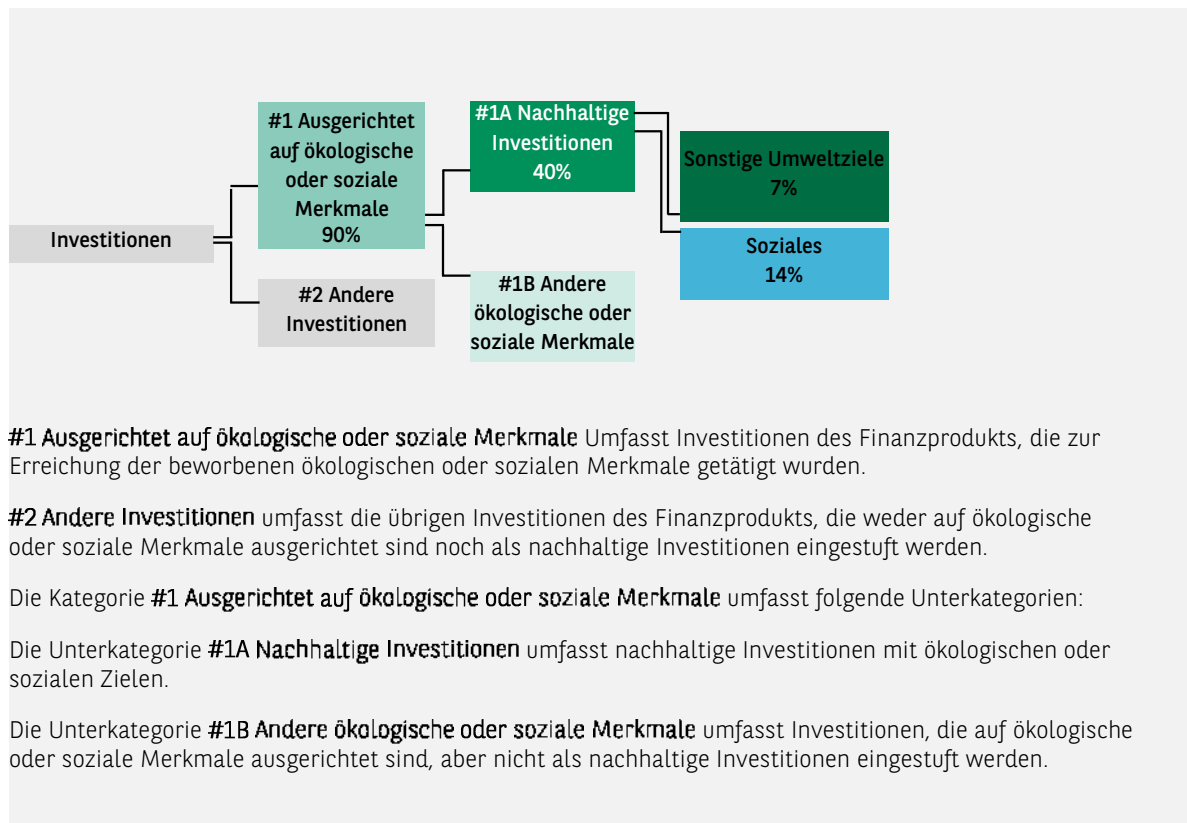 #1 Ausgerichtet
auf ökologische
oder soziale
Merkmale
90%
#1A Nachhaltige
Investitionen
40%
Sonstige Umweltziele
7%
Investitionen
Soziales
14%
#2 Andere
Investitionen
#1B Andere
ökologische oder
soziale Merkmale
#1 Ausgerichtet auf ökologische oder soziale Merkmale Umfasst Investitionen des Finanzprodukts, die zur
Erreichung der beworbenen ökologischen oder sozialen Merkmale getätigt wurden.
#2 Andere Investitionen umfasst die übrigen Investitionen des Finanzprodukts, die weder auf ökologische
oder soziale Merkmale ausgerichtet sind noch als nachhaltige Investitionen eingestuft werden.
Die Kategorie #1 Ausgerichtet auf ökologische oder soziale Merkmale umfasst folgende Unterkategorien:
Die Unterkategorie #1A Nachhaltige Investitionen umfasst nachhaltige Investitionen mit ökologischen oder
sozialen Zielen.
Die Unterkategorie #1B Andere ökologische oder soziale Merkmale umfasst Investitionen, die auf ökologische
oder soziale Merkmale ausgerichtet sind, aber nicht als nachhaltige Investitionen eingestuft werden.